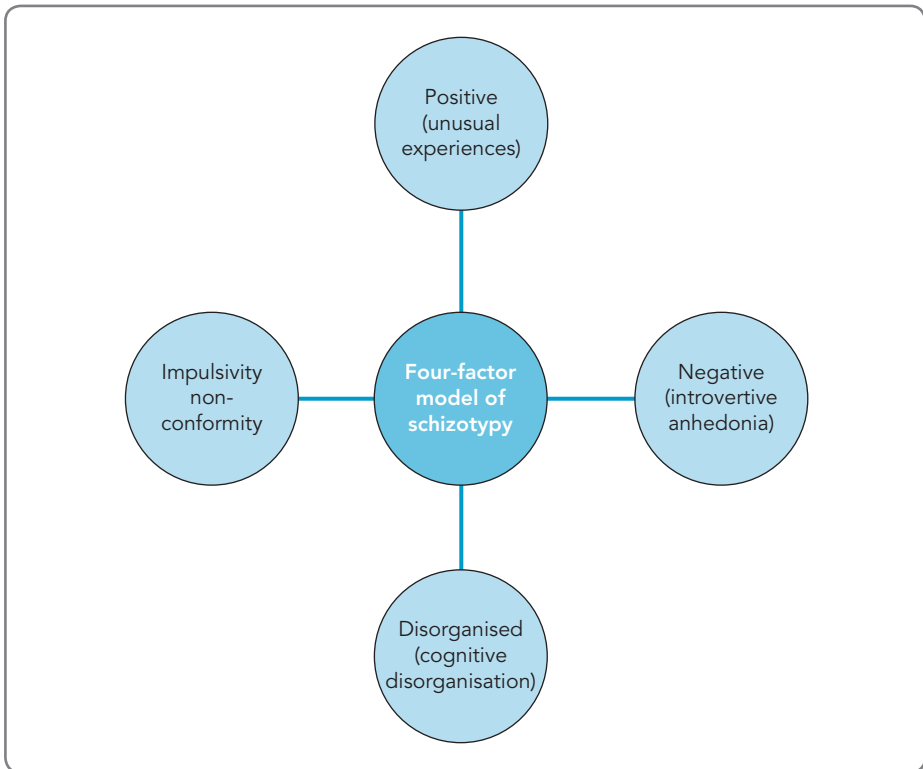 Positive
(unusual
experiences)
Impulsivity
non-
conformity
Four-factor
model of
schizotypy
Negative
(introvertive
anhedonia)
Disorganised
(cognitive
disorganisation)